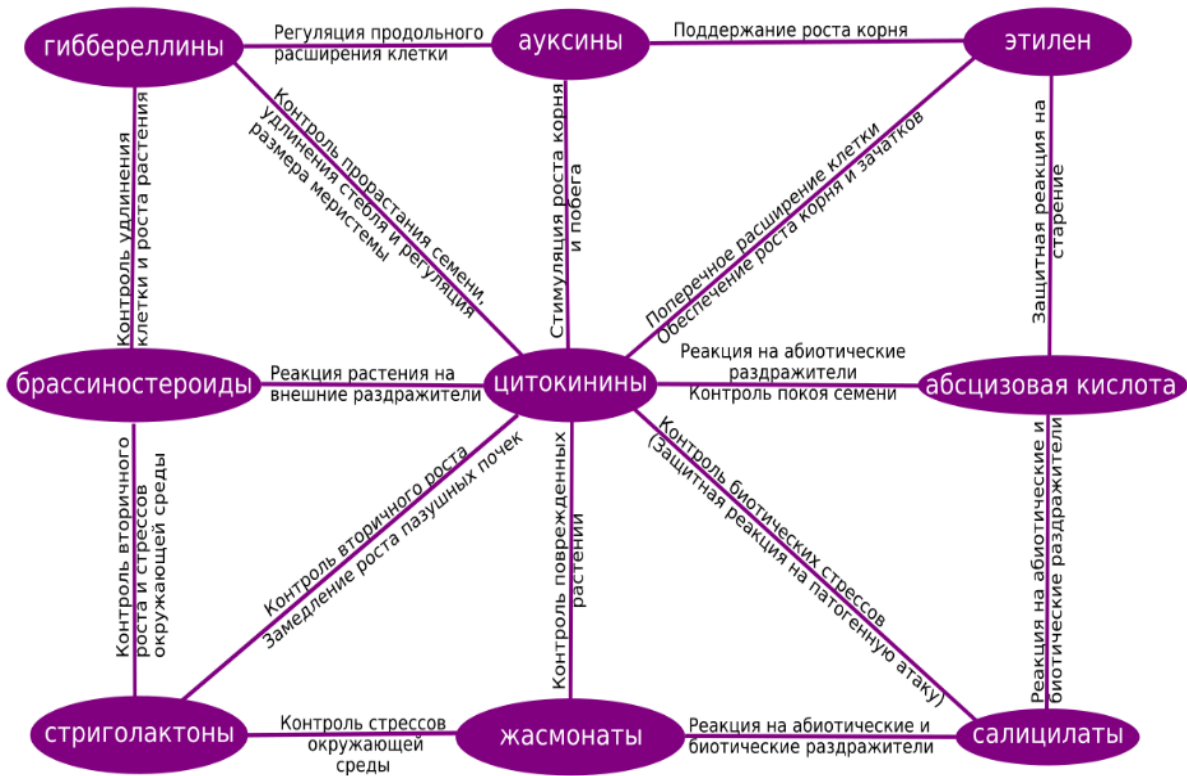 гиббереллины
Регуляция продольного
расширения клетки
ауксины
Поддержание роста корня
этилен
Контроль удлинения
клетки и роста растения
Контроль прорастания семени,
удлинения стебля и регуляция
размера меристемы
Стимуляция роста корня
и побега
Поперечное расширение клетки
Обеспечение роста корня и зачатков
Защитная реакция на
старение
брассиностероиды
Реакция растения на
внешние раздражители
цитокинины
Реакция на абиотические
раздражители
Контроль покоя семени
абсцизовая кислота
Контроль вторичного
роста и стрессов
окружающей среды
Контроль вторичного роста
Замедление роста пазушных почек
Контроль поврежденных
растений
Контроль биотических стрессов
(Защитная реакция на патогенную атаку)
Реакция на абиотические и
биотические раздражители
стриголактоны
Контроль стрессов
окружающей
среды
жасмонаты
Реакция на абиотические и
биотические раздражители
салицилаты